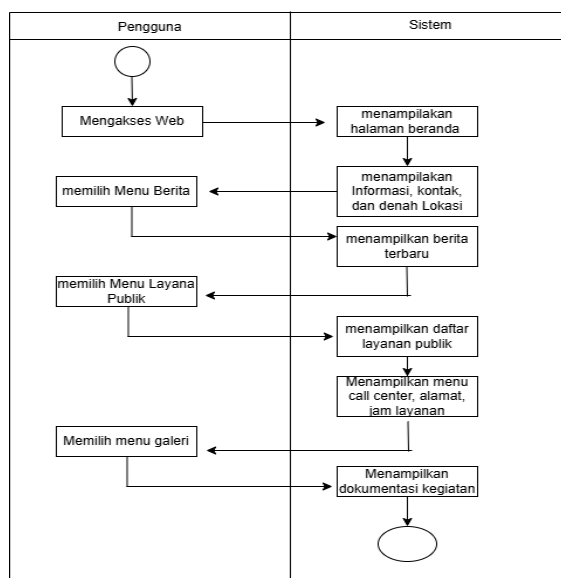 Pengguna
Sistem
Mengakses Web
menampilakan
halaman beranda
menampilakan
Informasi, kontak,
dan denah Lokasi
memilih Menu Berita
menampilkan berita
terbaru
memilih Menu Layana
Publik
menampilkan daftar
layanan publik
Menampilkan menu
call center, alamat,
jam layanan
Memilih menu galeri
Menampilkan
dokumentasi kegiatan